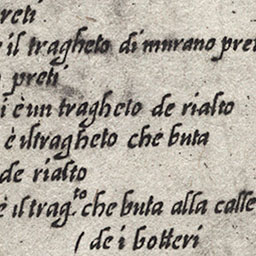 preti
e il tragheto di murano pret
preti
i è un tragheto de rialto
è il tragheto che buta
de rialto
è il trag.to che buta alla calle
( de i botteri